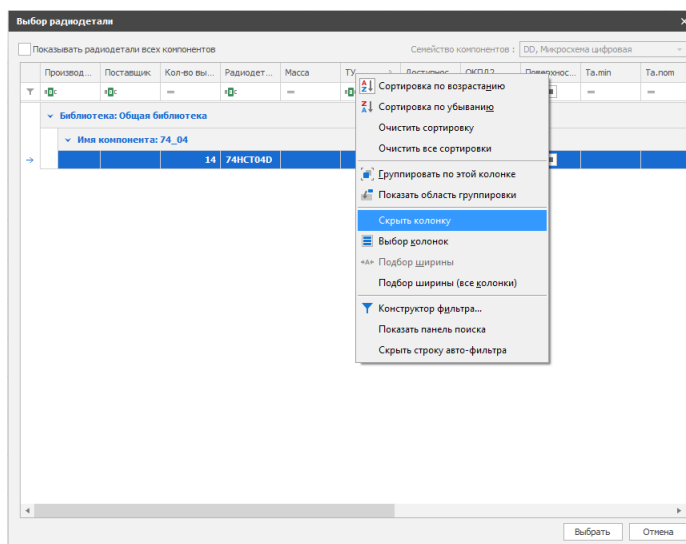 Выбор радиодетали
Показывать радиодетали всех компонентов
Семейство компонентов : DD, Микросхема цифровая
Производ... Поставщик Кол-во вы... Радиодет... Масса ТУ ОКПД2 Поверхнос... Ta.min Ta.nom
Библиотека: Общая библиотека
Имя компонента: 74_04
14 74HCT04D
Сортировка по возрастанию
Сортировка по убыванию
Очистить сортировку
Очистить все сортировки
Группировать по этой колонке
Показать область группировки
Скрыть колонку
Выбор колонок
Подбор ширины
Подбор ширины (все колонки)
Конструктор фильтра...
Показать панель поиска
Скрыть строку авто-фильтра
Выбрать Отмена